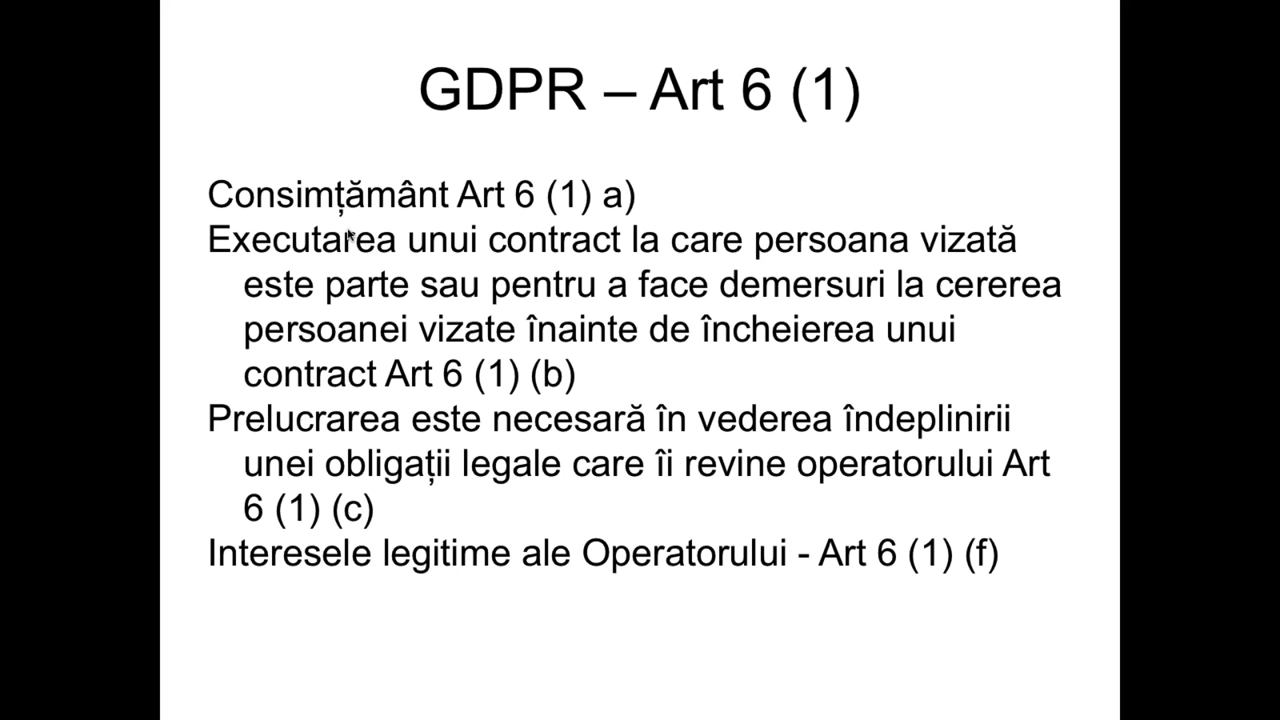 GDPR – Art 6 (1)
Consimțământ Art 6 (1) a)
Executarea unui contract la care persoana vizată
este parte sau pentru a face demersuri la cererea
persoanei vizate înainte de încheierea unui
contract Art 6 (1) (b)
Prelucrarea este necesară în vederea îndeplinirii
unei obligații legale care îi revine operatorului Art
6 (1) (c)
Interesele legitime ale Operatorului - Art 6 (1) (f)